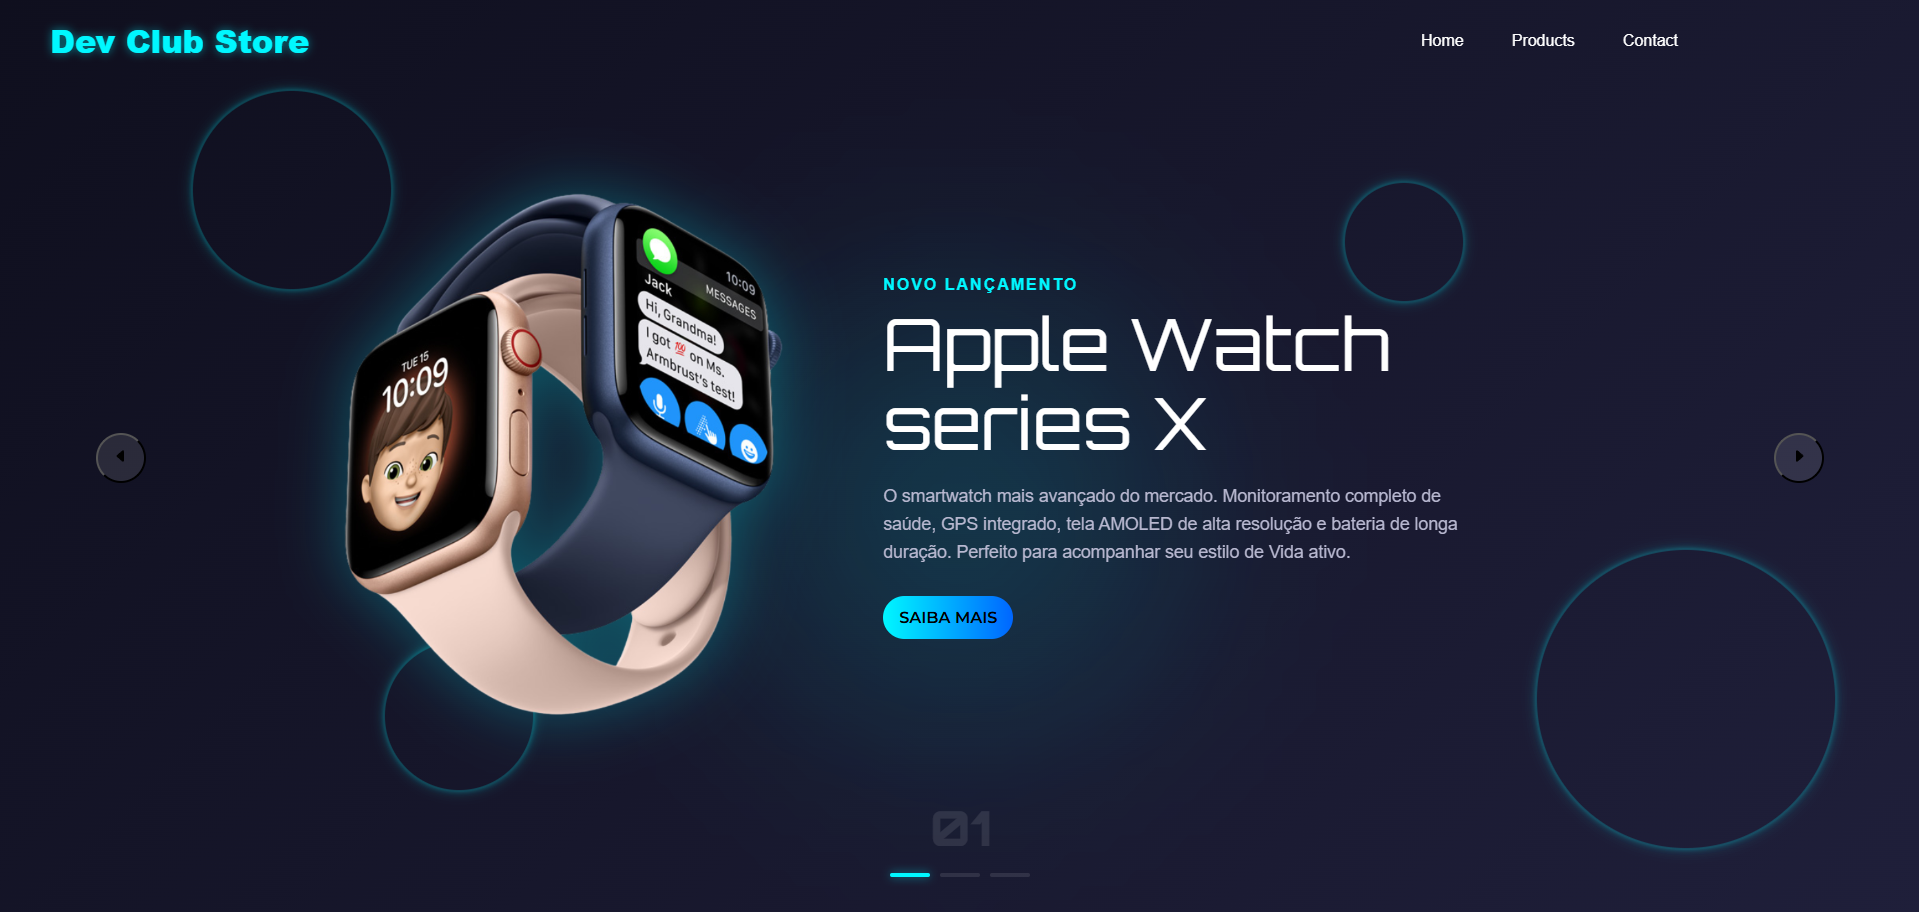 Dev Club Store
Home
Products
Contact
NOVO LANÇAMENTO
Apple Watch
series X
O smartwatch mais avançado do mercado. Monitoramento completo de
saúde, GPS integrado, tela AMOLED de alta resolução e bateria de longa
duração. Perfeito para acompanhar seu estilo de Vida ativo.
SAIBA MAIS
TUE 15
10:09
10:09
MESSAGES
Jack
Hi, Grandma!
I got 💯 on Ms.
Armbrust's test!
01